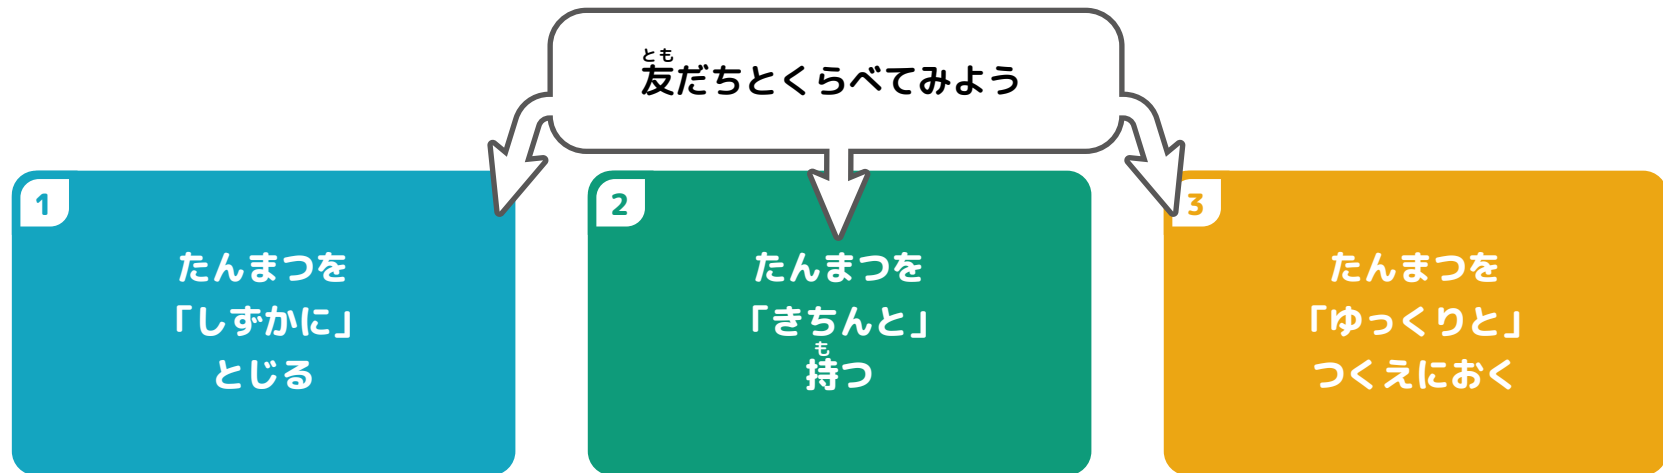 友だちとくらべてみよう
とも
1
たんまつを
「しずかに」
とじる
2
たんまつを
「きちんと」
持つ
も
3
たんまつを
「ゆっくりと」
つくえにおく